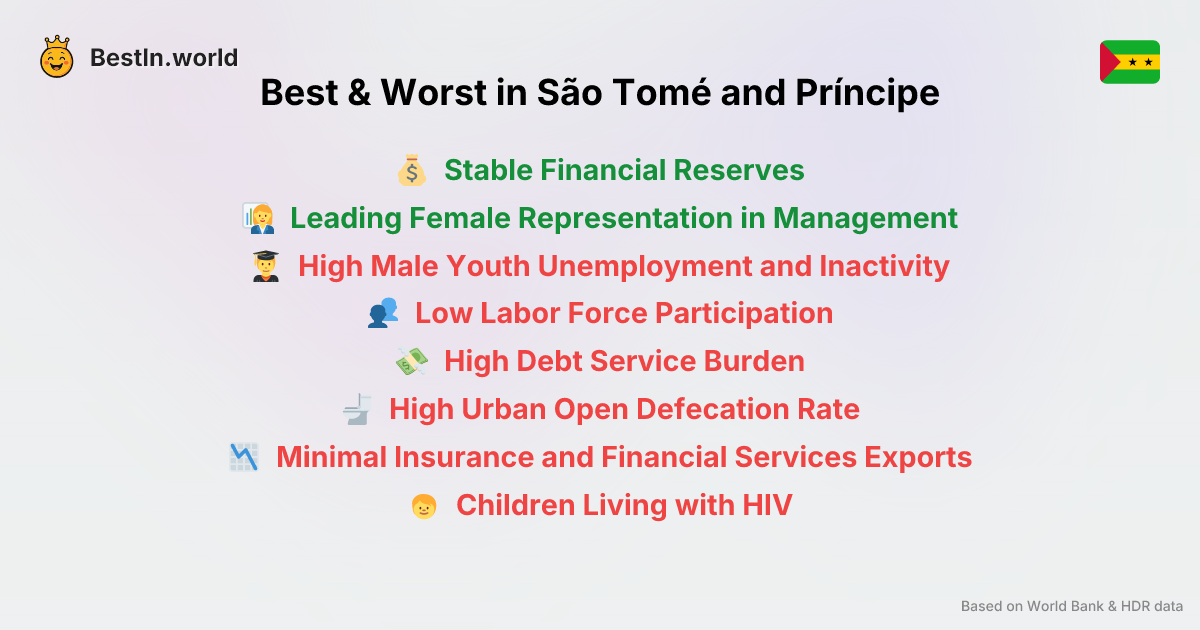 BestIn.world
Best & Worst in São Tomé and Príncipe
Stable Financial Reserves
Leading Female Representation in Management
High Male Youth Unemployment and Inactivity
Low Labor Force Participation
High Debt Service Burden
High Urban Open Defecation Rate
Minimal Insurance and Financial Services Exports
Children Living with HIV
Based on World Bank & HDR data